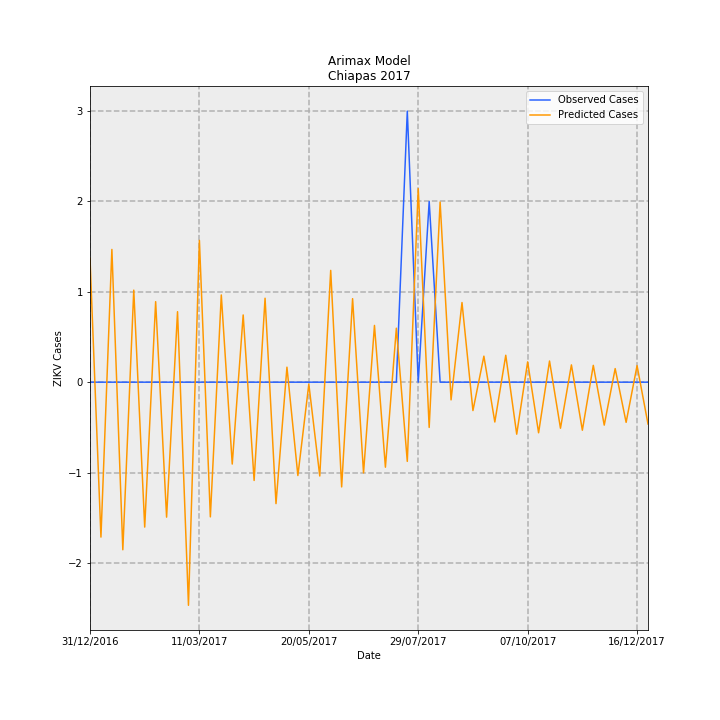 Arimax Model
Chiapas 2017
Observed Cases
Predicted Cases
3
2
1
0
−1
−2
ZIKV Cases
31/12/2016 11/03/2017 20/05/2017 29/07/2017 07/10/2017 16/12/2017
Date